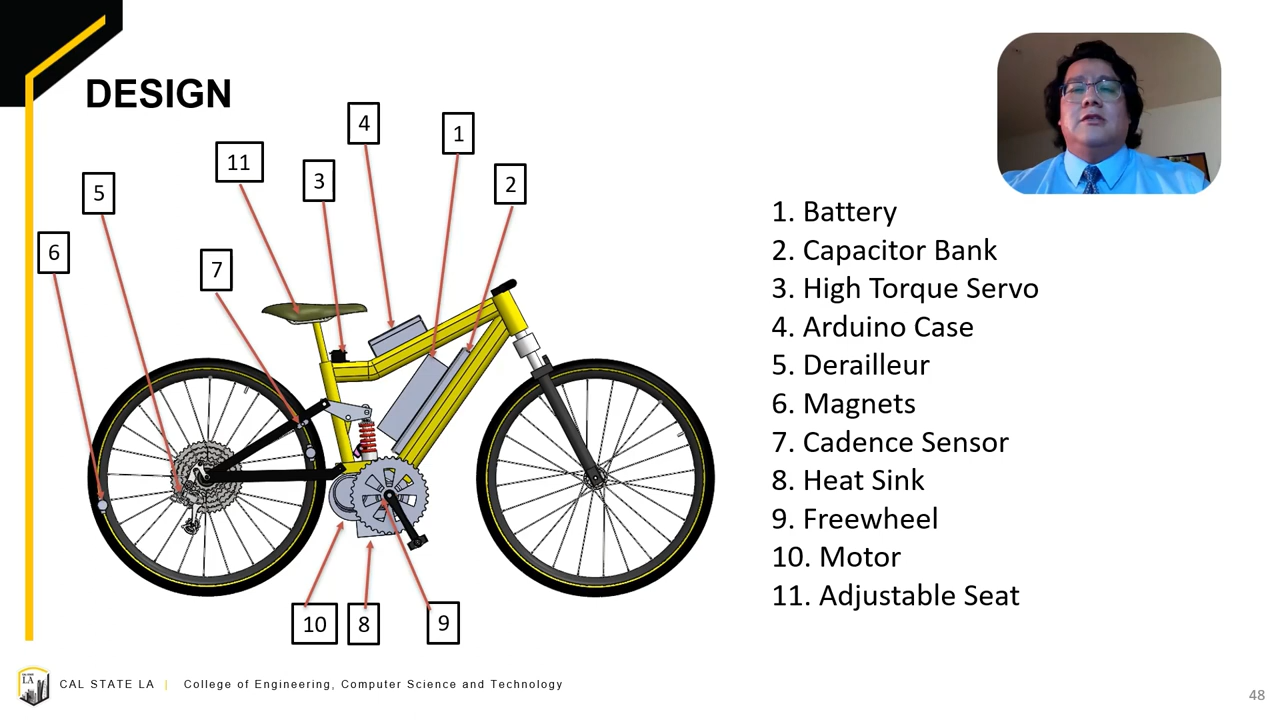 DESIGN
4
1
11
3
2
5
6
7
1. Battery
2. Capacitor Bank
3. High Torque Servo
4. Arduino Case
5. Derailleur
6. Magnets
7. Cadence Sensor
8. Heat Sink
9. Freewheel
10. Motor
11. Adjustable Seat
10
8
9
LA
CAL STATE LA | College of Engineering, Computer Science and Technology
48